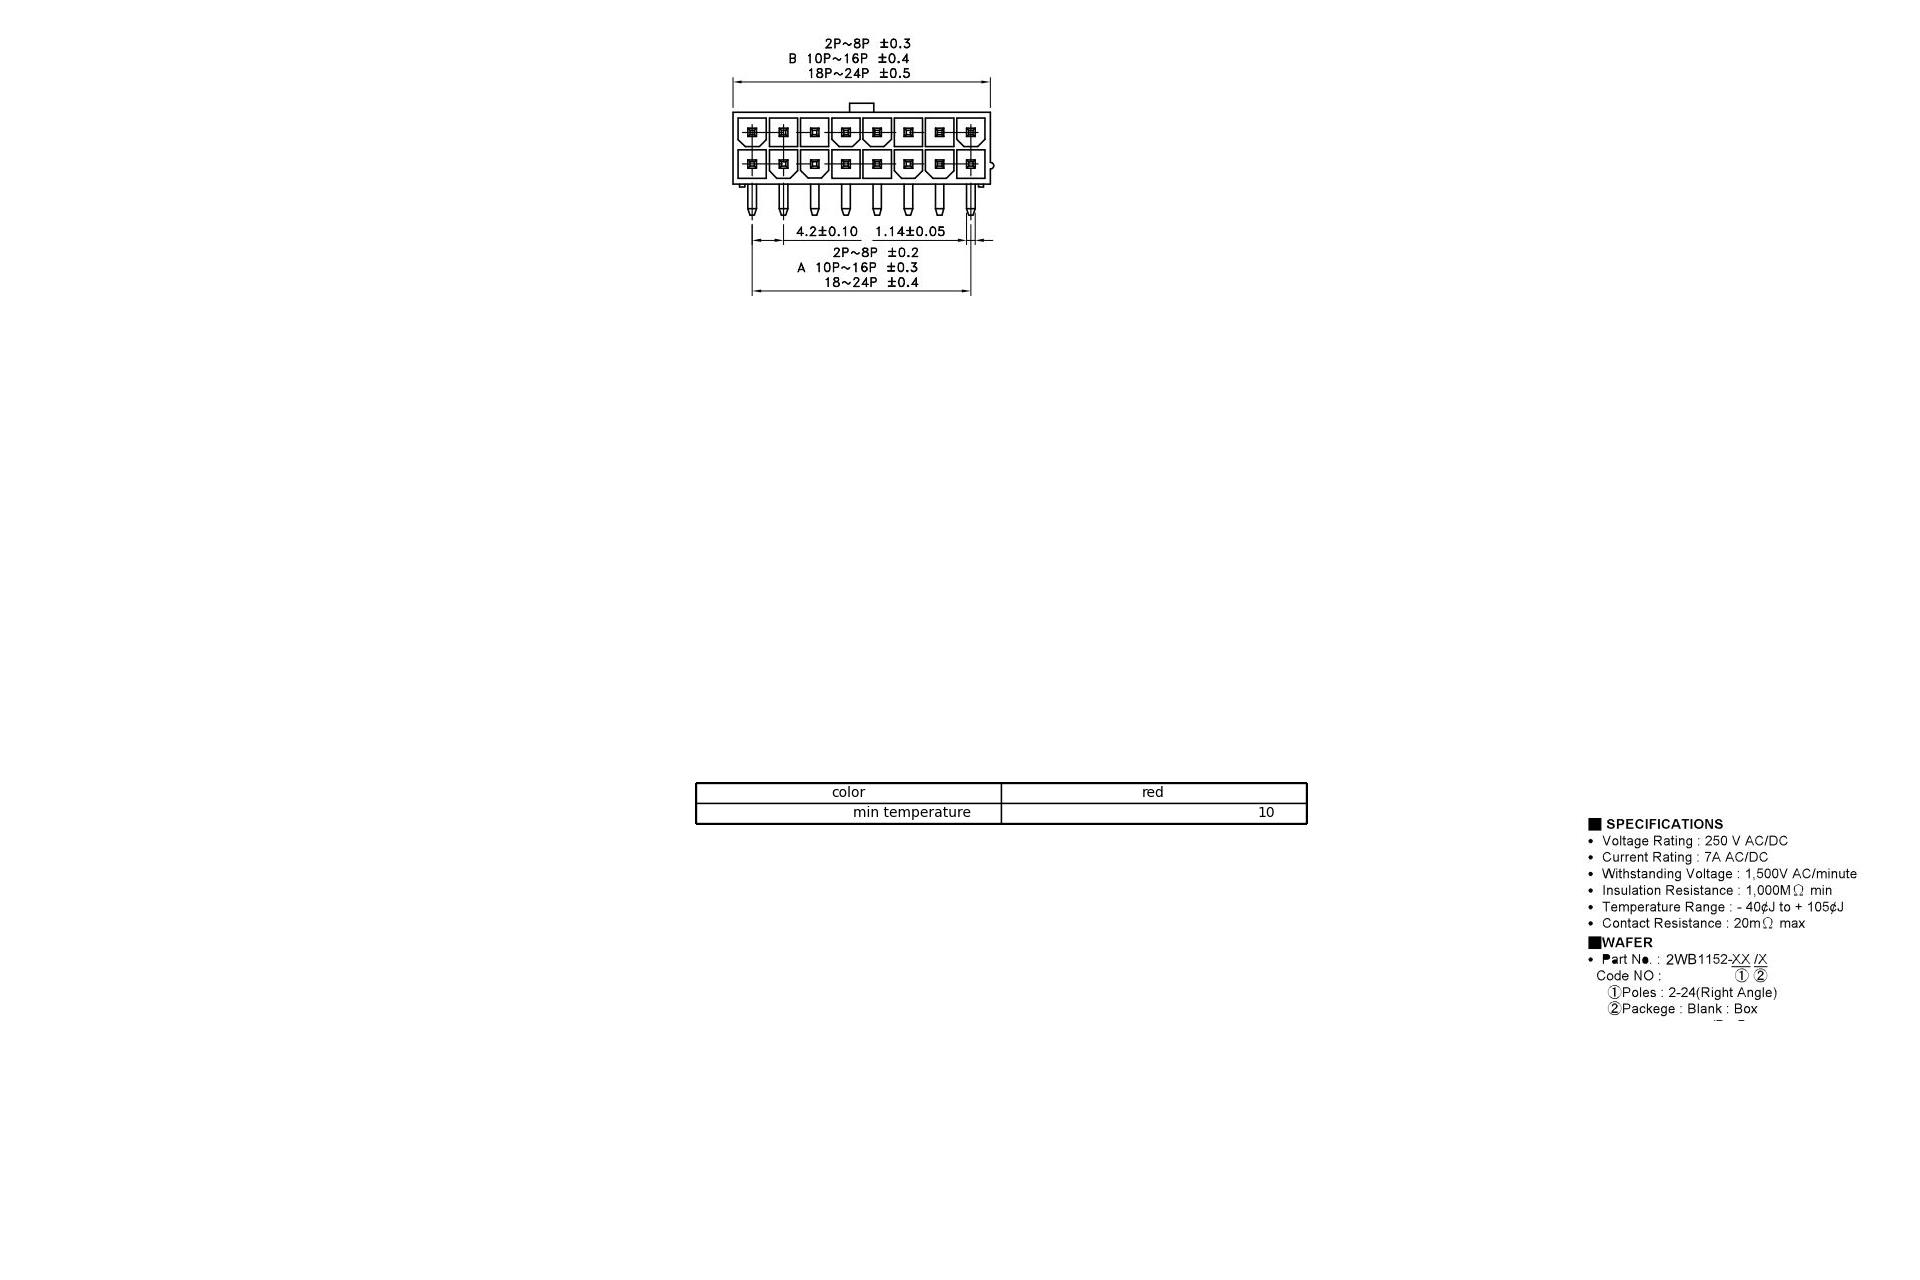 2P~8P ±0.3
B 10P~16P ±0.4
18P~24P ±0.5
4.2±0.10 1.14±0.05
2P~8P ±0.2
A 10P~16P ±0.3
18~24P ±0.4
color red
min temperature 10
■ SPECIFICATIONS
• Voltage Rating : 250 V AC/DC
• Current Rating : 7A AC/DC
• Withstanding Voltage : 1,500V AC/minute
• Insulation Resistance : 1,000MΩ min
• Temperature Range : - 40¢J to + 105¢J
• Contact Resistance : 20mΩ max
■WAFER
• Part No. : 2WB1152-XX /X
Code NO : ① ②
①Poles : 2-24(Right Angle)
②Packege : Blank : Box